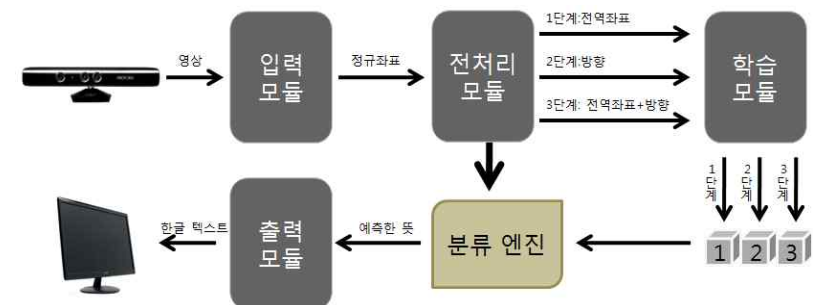 영상
입력
모듈
정규좌표
전처리
모듈
1단계:전역좌표
2단계:방향
3단계: 전역좌표+방향
학습
모듈
1단계
2단계
3단계
한글 텍스트
출력
모듈
예측한 뜻
분류 엔진
1 2 3